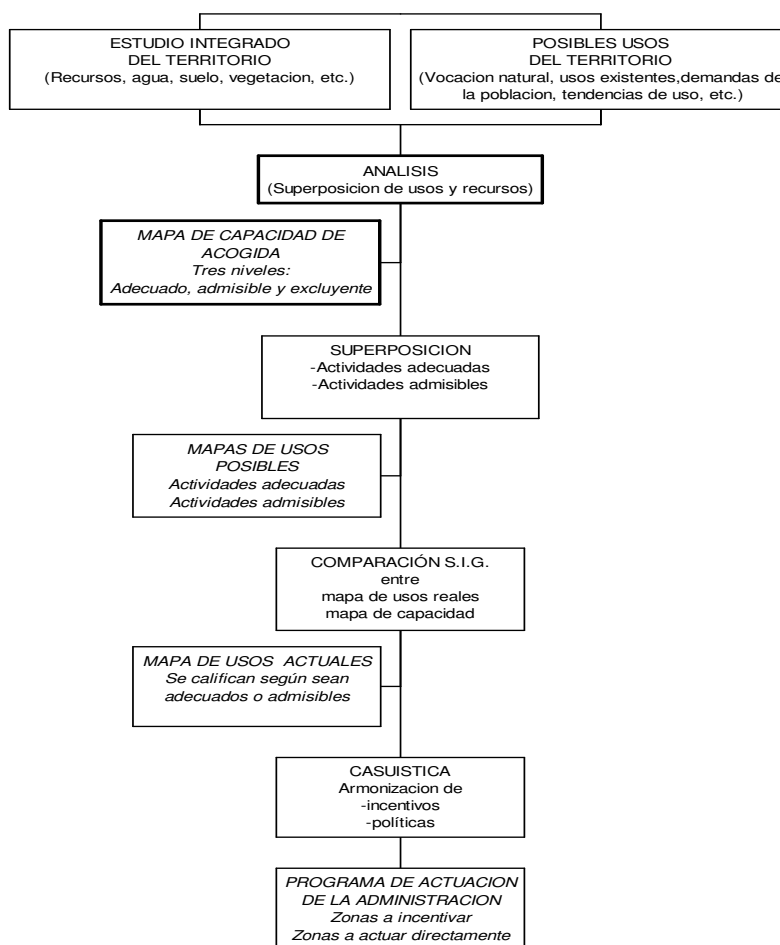 ESTUDIO INTEGRADO
DEL TERRITORIO
(Recursos, agua, suelo, vegetacion, etc.)
POSIBLES USOS
DEL TERRITORIO
(Vocacion natural, usos existentes,demandas de
la poblacion, tendencias de uso, etc.)
ANALISIS
(Superposicion de usos y recursos)
MAPA DE CAPACIDAD DE
ACOGIDA
Tres niveles:
Adecuado, admisible y excluyente
SUPERPOSICION
-Actividades adecuadas
-Actividades admisibles
MAPAS DE USOS
POSIBLES
Actividades adecuadas
Actividades admisibles
COMPARACIÓN S.I.G.
entre
mapa de usos reales
mapa de capacidad
MAPA DE USOS ACTUALES
Se califican según sean
adecuados o admisibles
CASUISTICA
Armonizacion de
-incentivos
-políticas
PROGRAMA DE ACTUACION
DE LA ADMINISTRACION
Zonas a incentivar
Zonas a actuar directamente